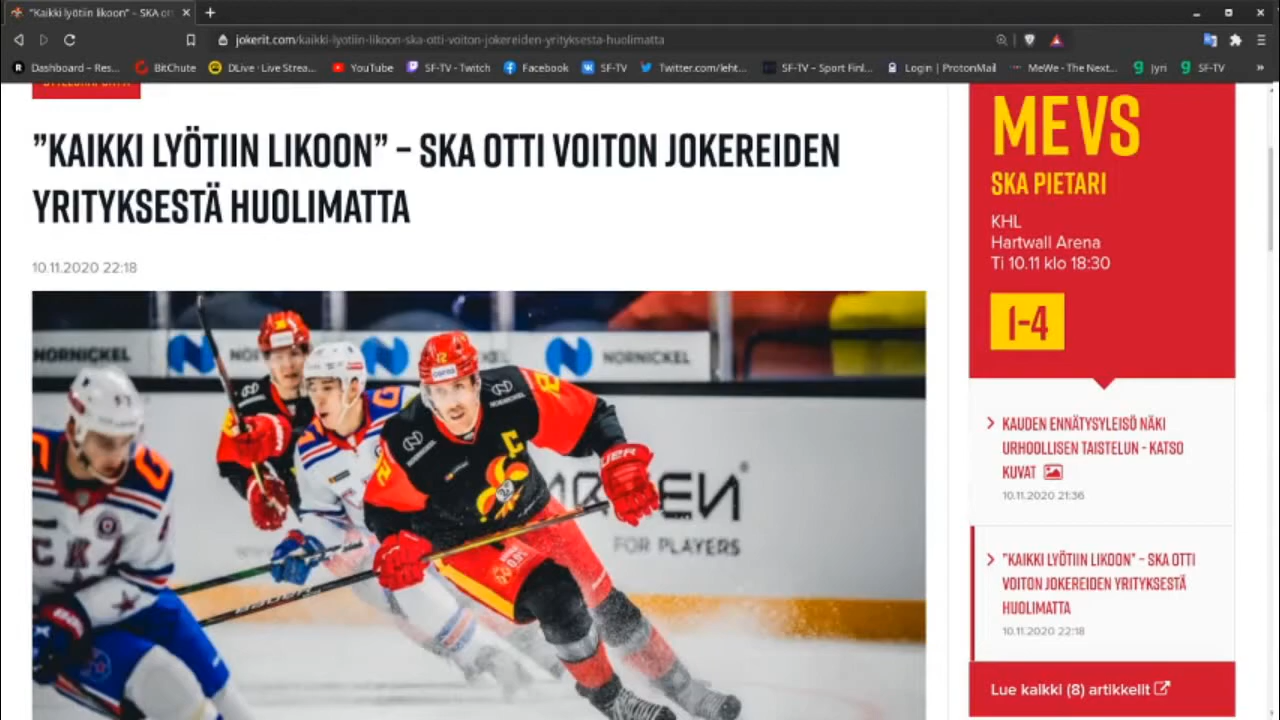 "Kaikki lyötiin likoon" – SKA ot
jokerit.com/kaikki-lyotiin-likoon-ska-otti-voiton-jokereiden-yrityksesta-huolimatta
Dashboard – Res... BitChute DLive · Live Strea... YouTube SF-TV - Twitch Facebook SF-TV Twitter.com/leht... SF-TV – Sport Finl... Login | ProtonMail MeWe - The Next... Jyri SF-TV »
”KAIKKI LYÖTIIN LIKOON” – SKA OTTI VOITON JOKEREIDEN
YRITYKSESTÄ HUOLIMATTA
10.11.2020 22:18
NORNICKEL
NORNICKEL
NORNICKEL
FOR PLAYERS
BAUER
ME VS
SKA PIETARI
KHL
Hartwall Arena
Ti 10.11 klo 18:30
1-4
KAUDEN ENNÄTYSYLEISÖ NÄKI
URHOOLLISEN TAISTELUN - KATSO
KUVAT
10.11.2020 21:36
”KAIKKI LYÖTIIN LIKOON” – SKA OTTI
VOITON JOKEREIDEN YRITYKSESTÄ
HUOLIMATTA
10.11.2020 22:18
Lue kaikki (8) artikkelit